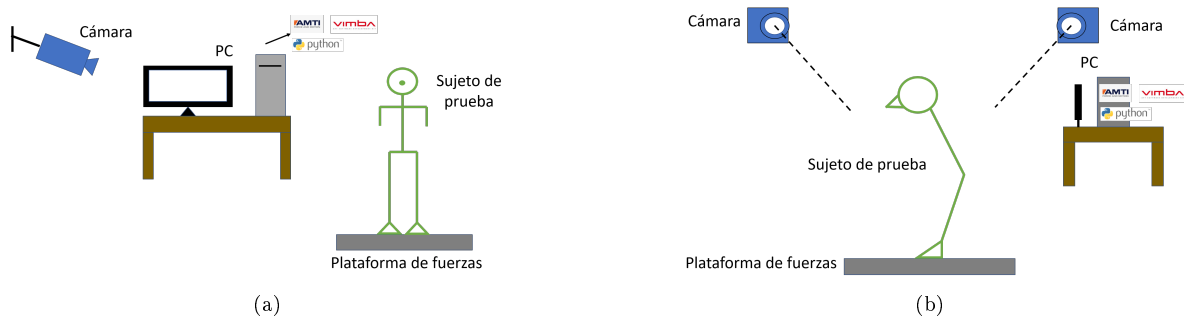 Cámara
PC
AMTI
VIMBA
python
Sujeto de
prueba
Plataforma de fuerzas
(a)
Cámara
Cámara
PC
AMTI
VIMBA
python
Sujeto de prueba
Plataforma de fuerzas
(b)